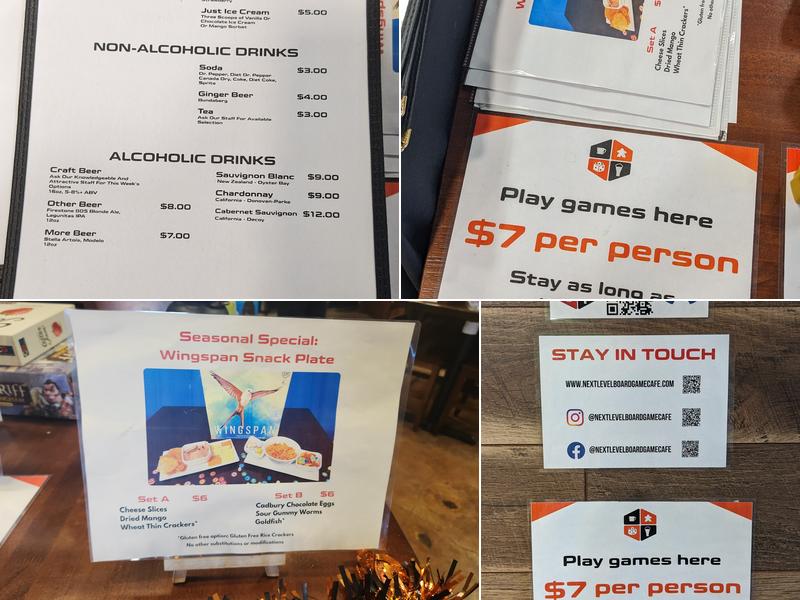 Just Ice Cream $5.00
Three Scoops of Vanilla Or
Chocolate Ice Cream
Or Mango Sorbet
NON-ALCOHOLIC DRINKS
Soda $3.00
Dr. Pepper, Diet Dr. Pepper
Canada Dry, Coke, Diet Coke,
Sprite
Ginger Beer $4.00
Bundaberg
Tea $3.00
Ask Our Staff For Available
Selection
ALCOHOLIC DRINKS
Craft Beer
Ask Our Knowledgeable And
Attractive Staff For This Week's
Options
16oz, 5-8%+ ABV
Other Beer $8.00
Firestone 805 Blonde Ale,
Lagunitas IPA
12oz
More Beer $7.00
Stella Artois, Modelo
12oz
Sauvignon Blanc $9.00
New Zealand - Oyster Bay
Chardonnay $9.00
California - Donovan-Parke
Cabernet Sauvignon $12.00
California - Decoy
Set A
Cheese Slices
Dried Mango
Wheat Thin Crackers*
Play games here
$7 per person
Stay as long as
Seasonal Special:
Wingspan Snack Plate
WINGSPAN
Set A $6
Cheese Slices
Dried Mango
Wheat Thin Crackers*
Set B $6
Cadbury Chocolate Eggs
Sour Gummy Worms
Goldfish*
*Gluten free option: Gluten Free Rice Crackers
No other substitutions or modifications
STAY IN TOUCH
WWW.NEXTLEVELBOARDGAMECAFE.COM
@NEXTLEVELBOARDGAMECAFE
@NEXTLEVELBOARDGAMECAFE
Play games here
$7 per person